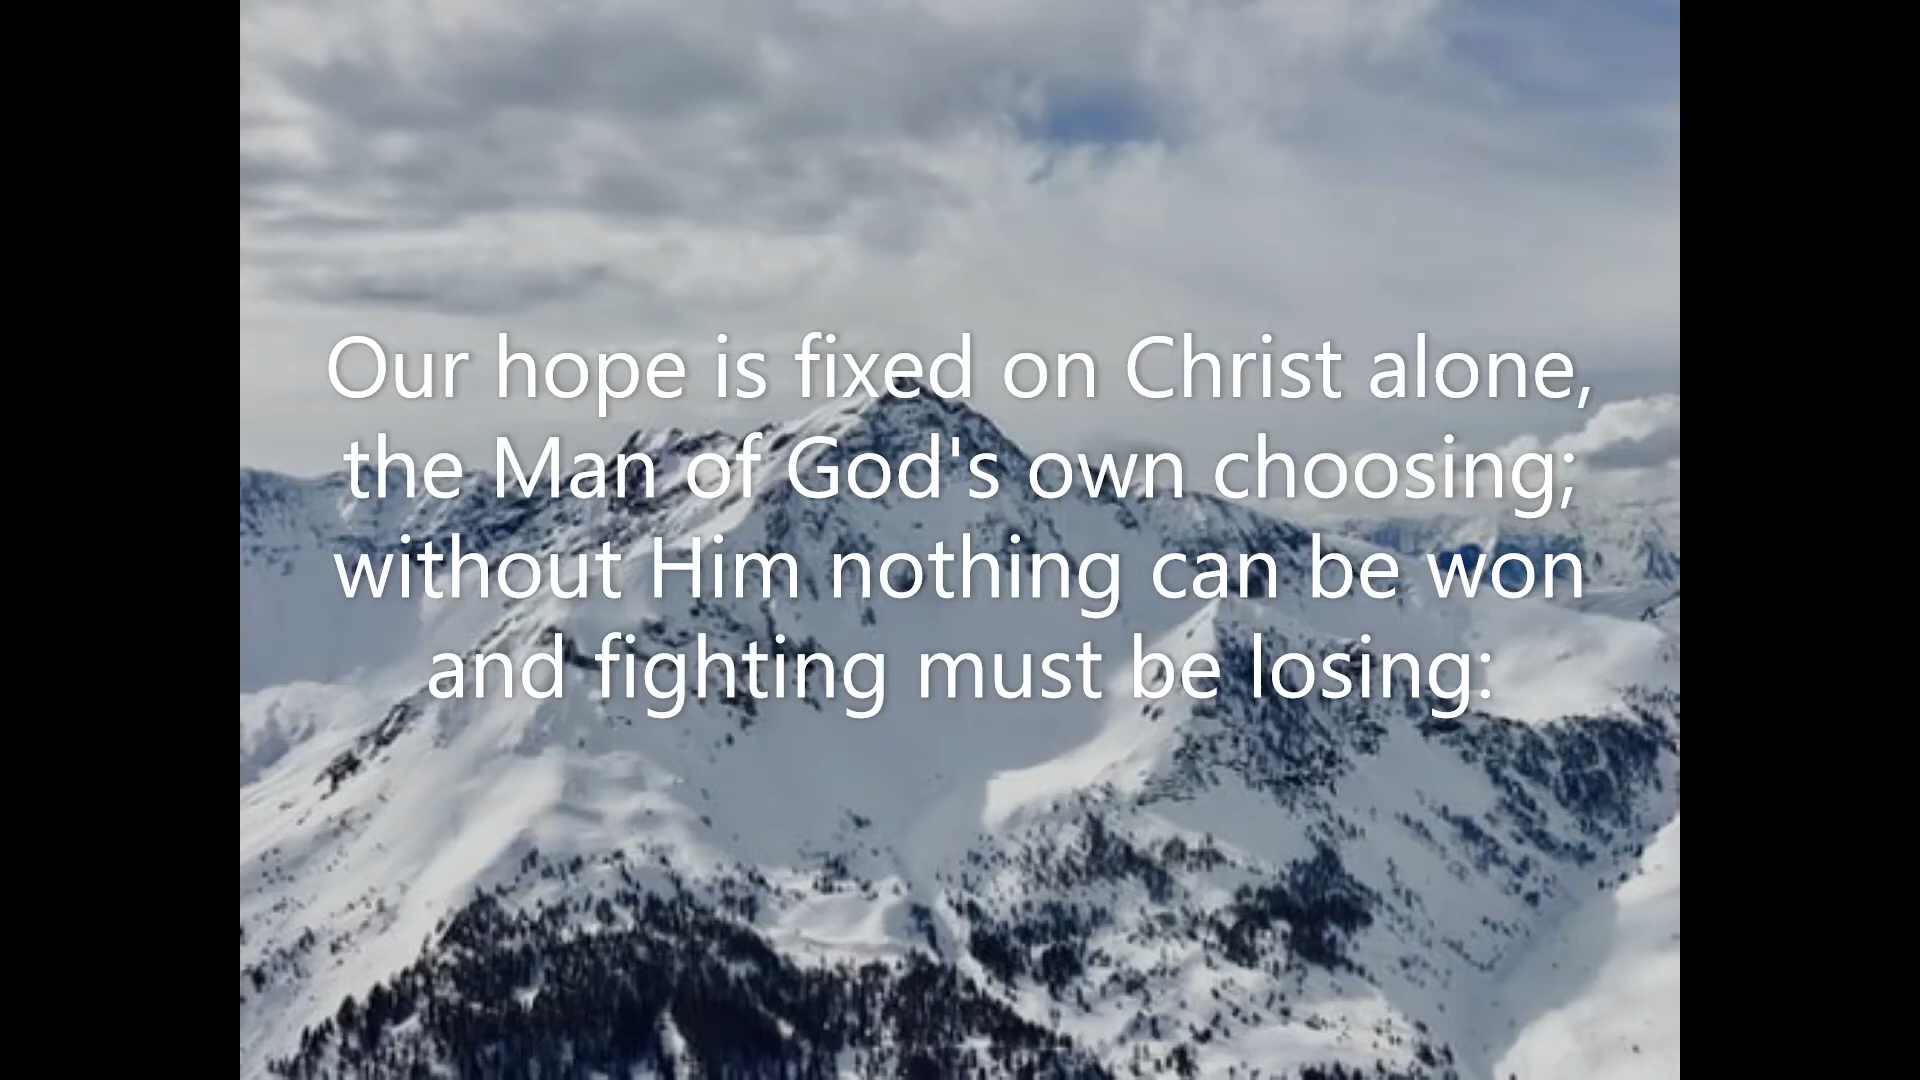 Our hope is fixed on Christ alone,
the Man of God's own choosing;
without Him nothing can be won
and fighting must be losing: